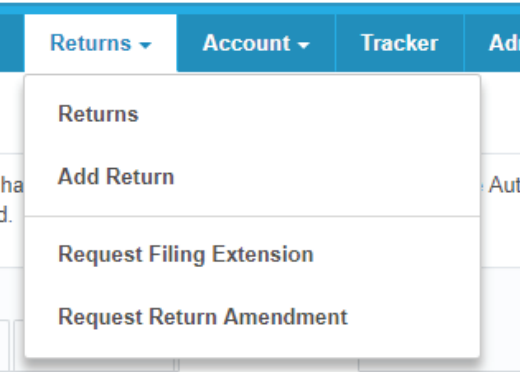 Returns
Account
Tracker
Returns
Add Return
Request Filing Extension
Request Return Amendment